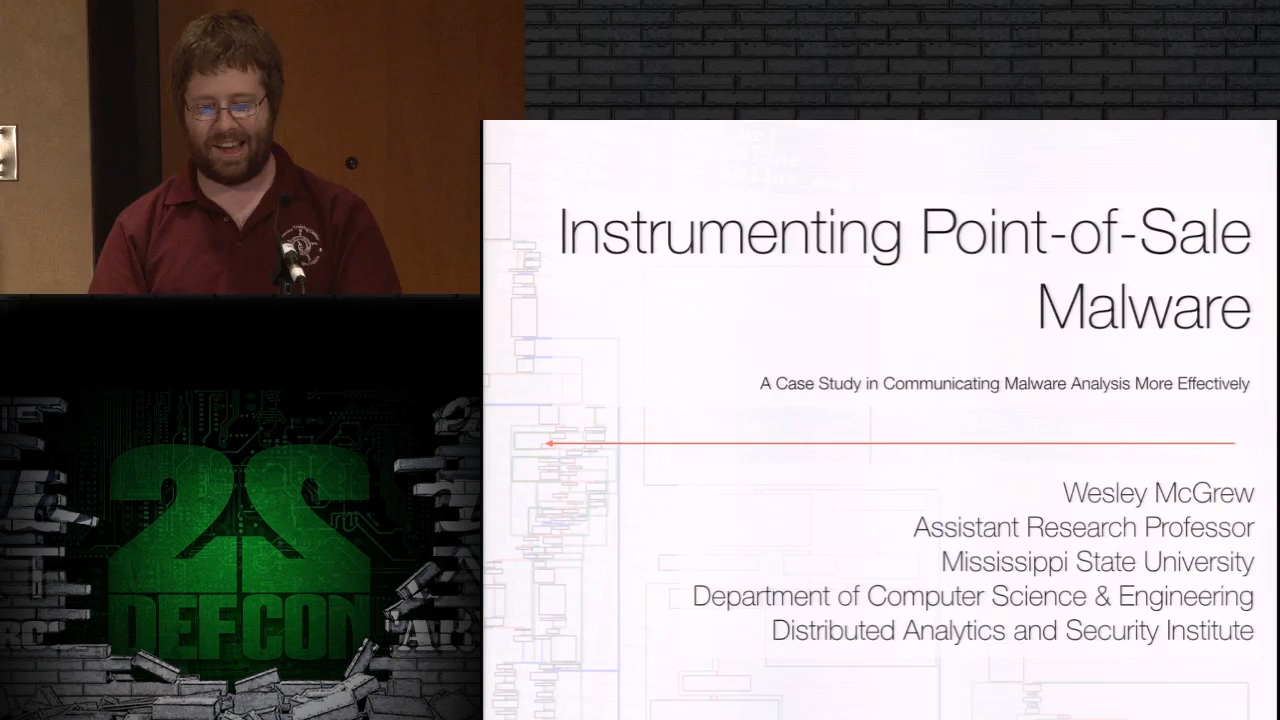 Instrumenting Point-of-Sale
Malware
A Case Study in Communicating Malware Analysis More Effectively
Wesley McGrew
Assistant Research Professor
Mississippi State University
Department of Computer Science & Engineering
Distributed Analytics and Security Institute
22
DEFCON